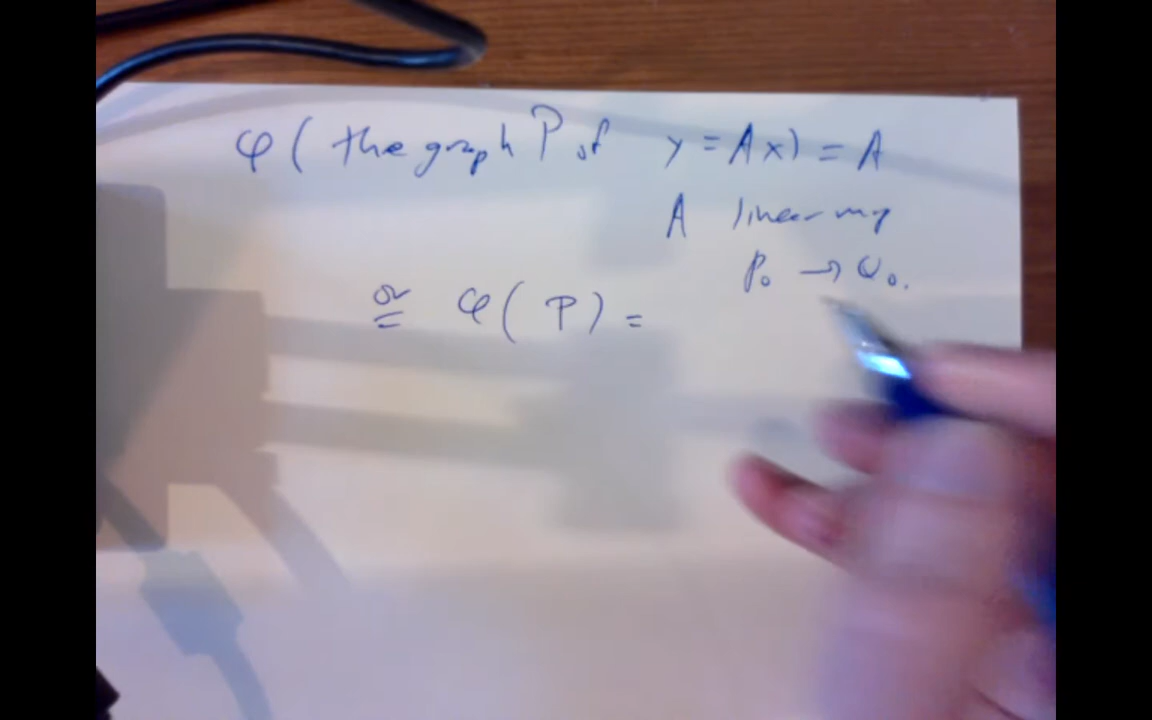 φ ( the graph P of y = Ax) = A
A linear map
P₀ → Q₀.
or φ ( P ) =